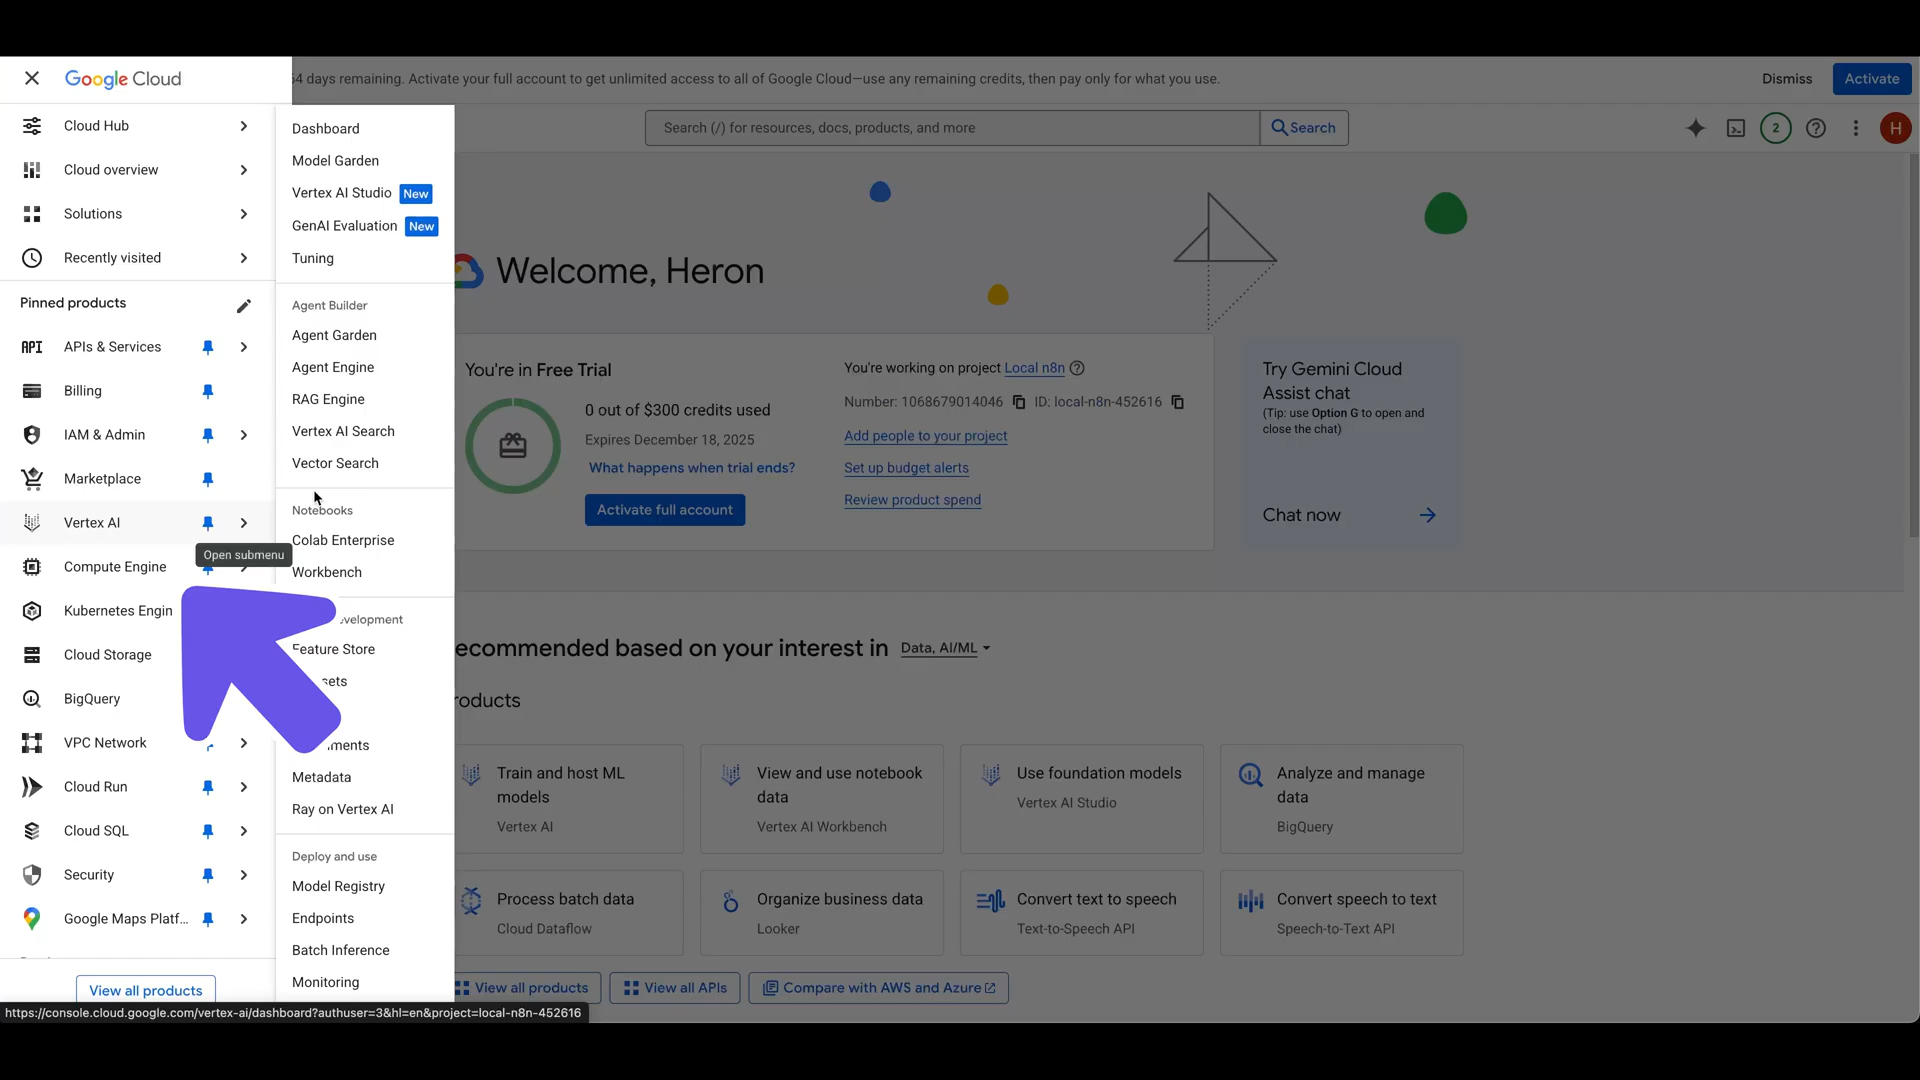 Google Cloud
54 days remaining. Activate your full account to get unlimited access to all of Google Cloud—use any remaining credits, then pay only for what you use.
Dismiss
Activate
Search (/) for resources, docs, products, and more
Search
2
H
Cloud Hub
Cloud overview
Solutions
Recently visited
Pinned products
API
APIs & Services
Billing
IAM & Admin
Marketplace
Vertex AI
Open submenu
Compute Engine
Kubernetes Engin
Cloud Storage
BigQuery
VPC Network
Cloud Run
Cloud SQL
Security
Google Maps Platf...
View all products
Dashboard
Model Garden
Vertex AI Studio New
GenAI Evaluation New
Tuning
Agent Builder
Agent Garden
Agent Engine
RAG Engine
Vertex AI Search
Vector Search
Notebooks
Colab Enterprise
Workbench
evelopment
Feature Store
sets
ments
Metadata
Ray on Vertex AI
Deploy and use
Model Registry
Endpoints
Batch Inference
Monitoring
Welcome, Heron
You're in Free Trial
0 out of $300 credits used
Expires December 18, 2025
What happens when trial ends?
Activate full account
You're working on project Local n8n
Number: 1068679014046 ID: local-n8n-452616
Add people to your project
Set up budget alerts
Review product spend
Try Gemini Cloud
Assist chat
(Tip: use Option G to open and
close the chat)
Chat now
ecommended based on your interest in Data, AI/ML
roducts
Train and host ML
models
Vertex AI
View and use notebook
data
Vertex AI Workbench
Use foundation models
Vertex AI Studio
Analyze and manage
data
BigQuery
Process batch data
Cloud Dataflow
Organize business data
Looker
Convert text to speech
Text-to-Speech API
Convert speech to text
Speech-to-Text API
View all products
View all APIs
Compare with AWS and Azure
https://console.cloud.google.com/vertex-ai/dashboard?authuser=3&hl=en&project=local-n8n-452616